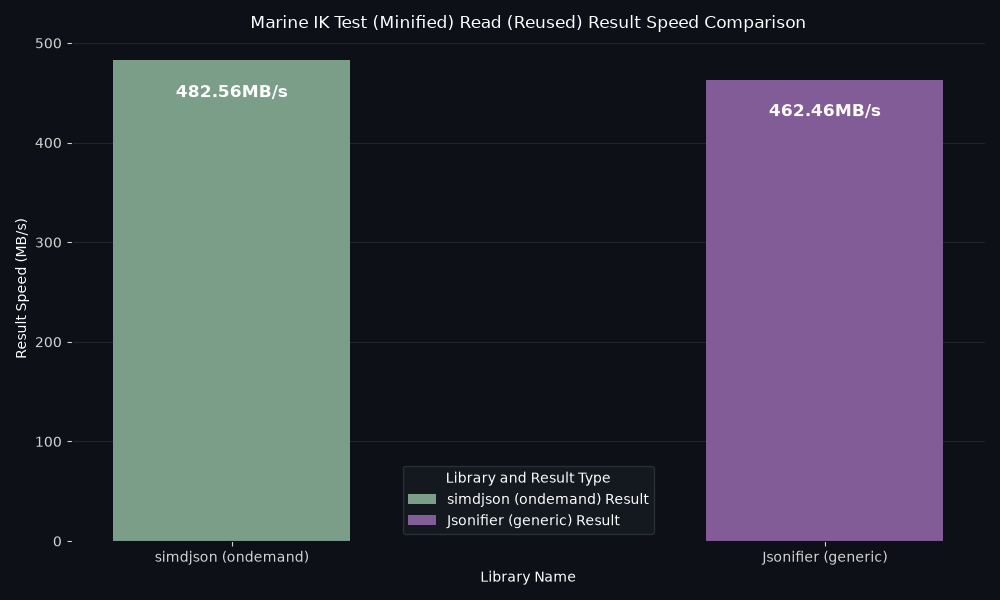 Marine IK Test (Minified) Read (Reused) Result Speed Comparison
500
400
300
200
100
0
Result Speed (MB/s)
482.56MB/s
462.46MB/s
Library and Result Type
simdjson (ondemand) Result
Jsonifier (generic) Result
simdjson (ondemand)
Jsonifier (generic)
Library Name